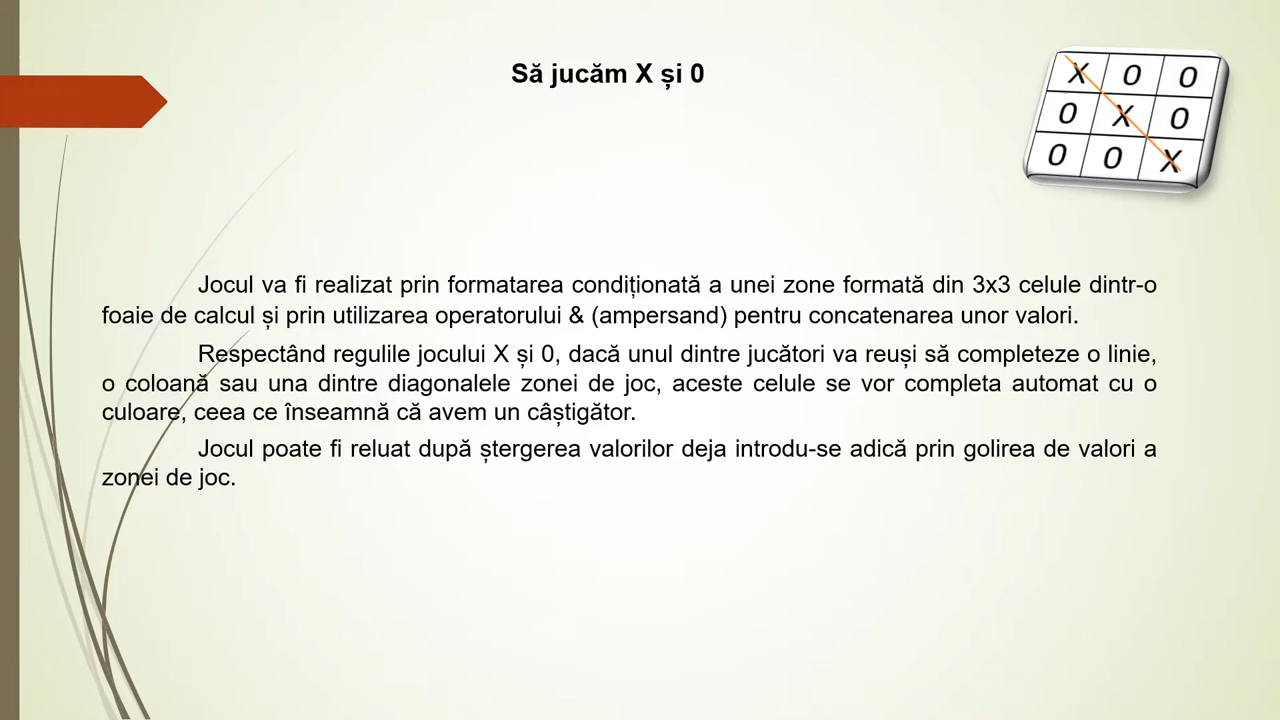 Să jucăm X și 0
X 0 0
0 X 0
0 0 X
Jocul va fi realizat prin formatarea condiționată a unei zone formată din 3x3 celule dintr-o
foaie de calcul și prin utilizarea operatorului & (ampersand) pentru concatenarea unor valori.
Respectând regulile jocului X și 0, dacă unul dintre jucători va reuși să completeze o linie,
o coloană sau una dintre diagonalele zonei de joc, aceste celule se vor completa automat cu o
culoare, ceea ce înseamnă că avem un câștigător.
Jocul poate fi reluat după ștergerea valorilor deja introdu-se adică prin golirea de valori a
zonei de joc.